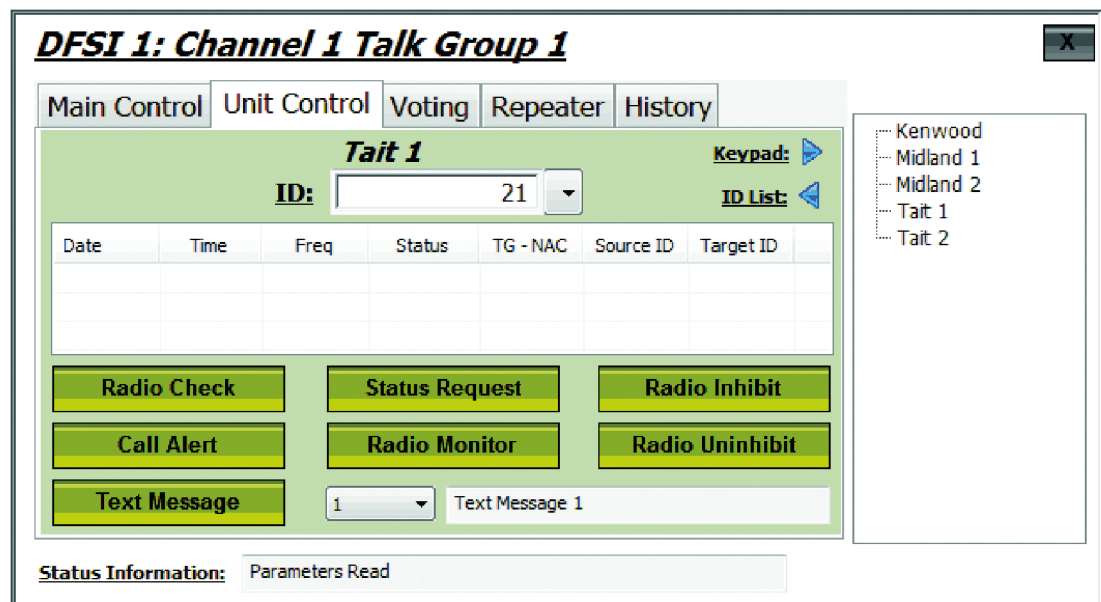 DFSI 1: Channel 1 Talk Group 1
X
Main Control Unit Control Voting Repeater History
Tait 1
Keypad:
ID: 21
ID List:
Date Time Freq Status TG - NAC Source ID Target ID
Radio Check Status Request Radio Inhibit
Call Alert Radio Monitor Radio Uninhibit
Text Message 1 Text Message 1
Kenwood
Midland 1
Midland 2
Tait 1
Tait 2
Status Information: Parameters Read